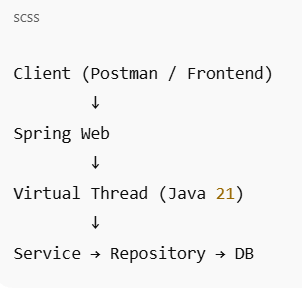 scss
Client (Postman / Frontend)
↓
Spring Web
↓
Virtual Thread (Java 21)
↓
Service → Repository → DB